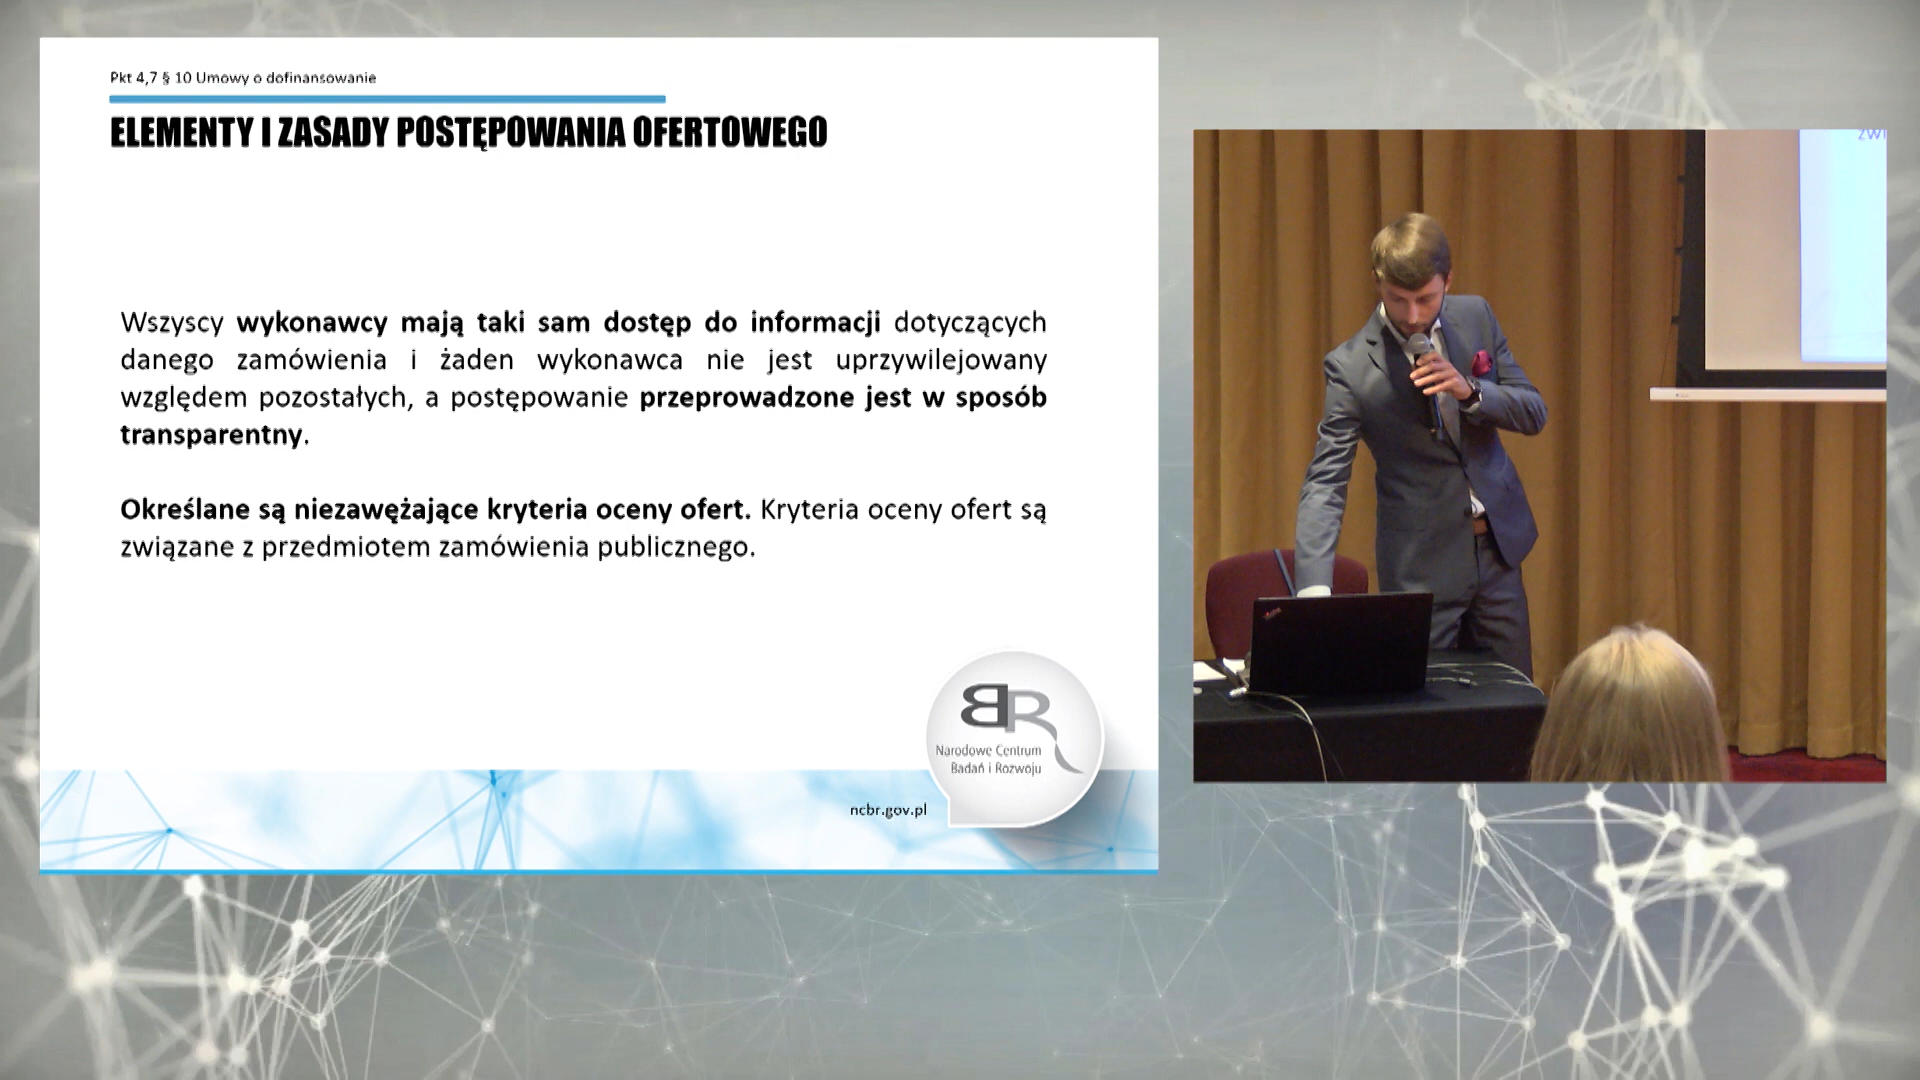 Pkt 4,7 § 10 Umowy o dofinansowanie
ELEMENTY I ZASADY POSTĘPOWANIA OFERTOWEGO
Wszyscy wykonawcy mają taki sam dostęp do informacji dotyczących
danego zamówienia i żaden wykonawca nie jest uprzywilejowany
względem pozostałych, a postępowanie przeprowadzone jest w sposób
transparentny.
Określane są niezawężające kryteria oceny ofert. Kryteria oceny ofert są
związane z przedmiotem zamówienia publicznego.
BR
Narodowe Centrum
Badań i Rozwoju
ncbr.gov.pl